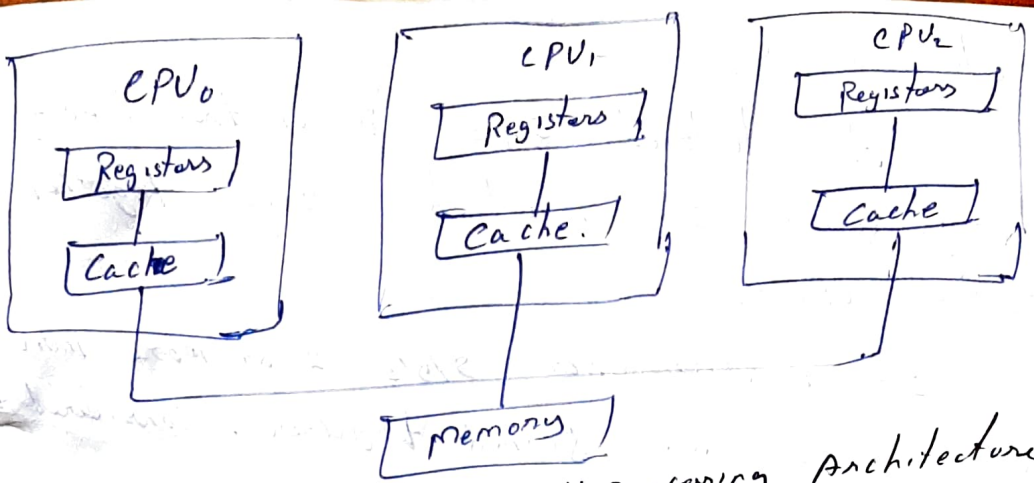 CPU₀
CPU₁
CPU₂
Registers
Registers
Registers
Cache
Cache.
Cache
Memory
Architecture